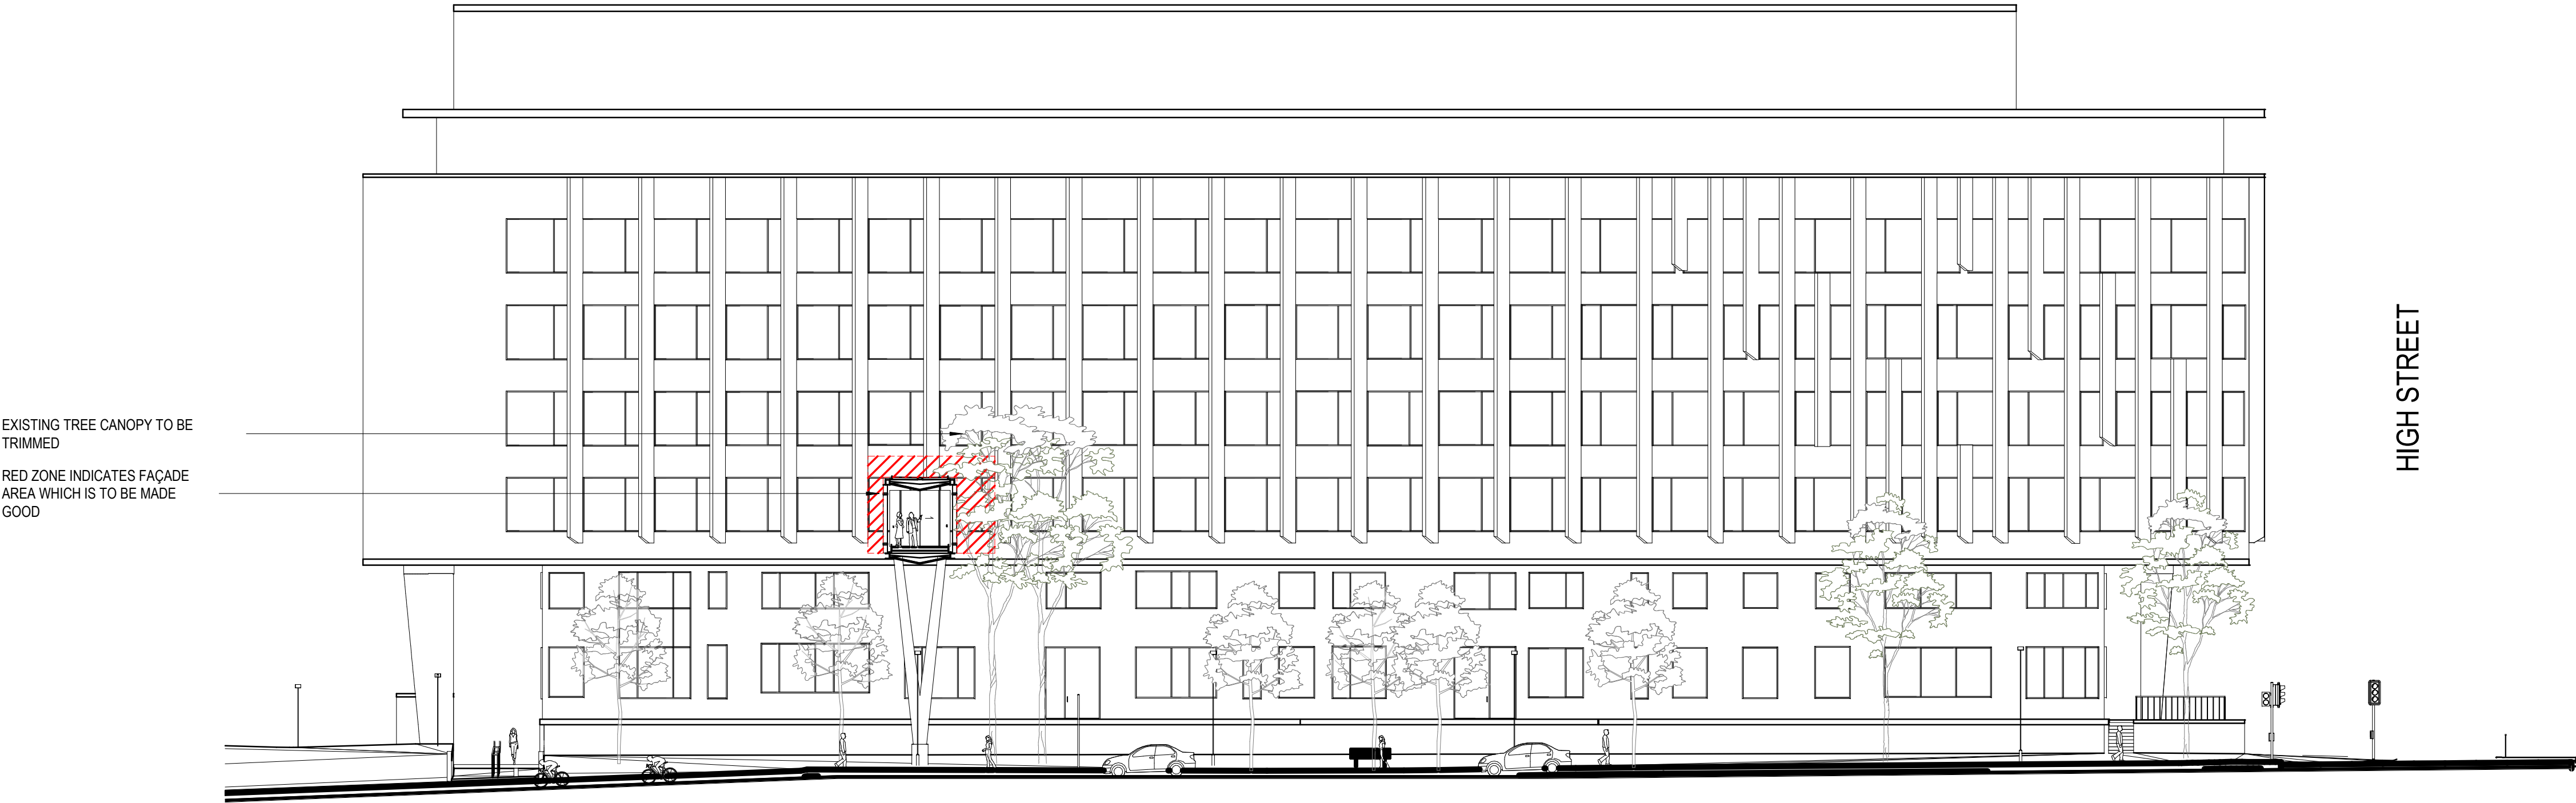 EXISTING TREE CANOPY TO BE
TRIMMED
RED ZONE INDICATES FAÇADE
AREA WHICH IS TO BE MADE
GOOD
HIGH STREET